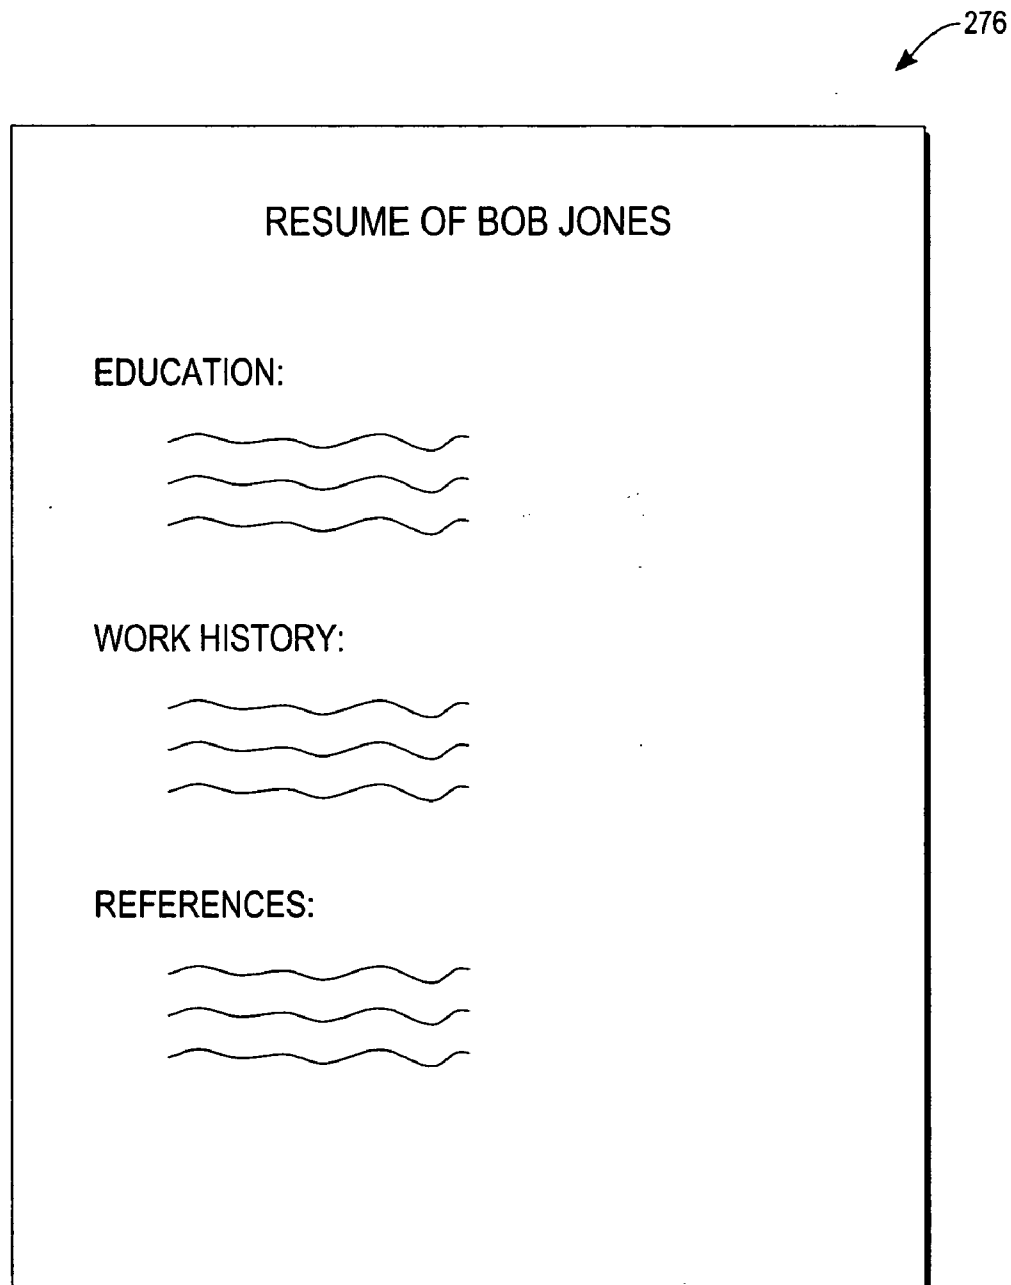 276
RESUME OF BOB JONES
EDUCATION:
WORK HISTORY:
REFERENCES: